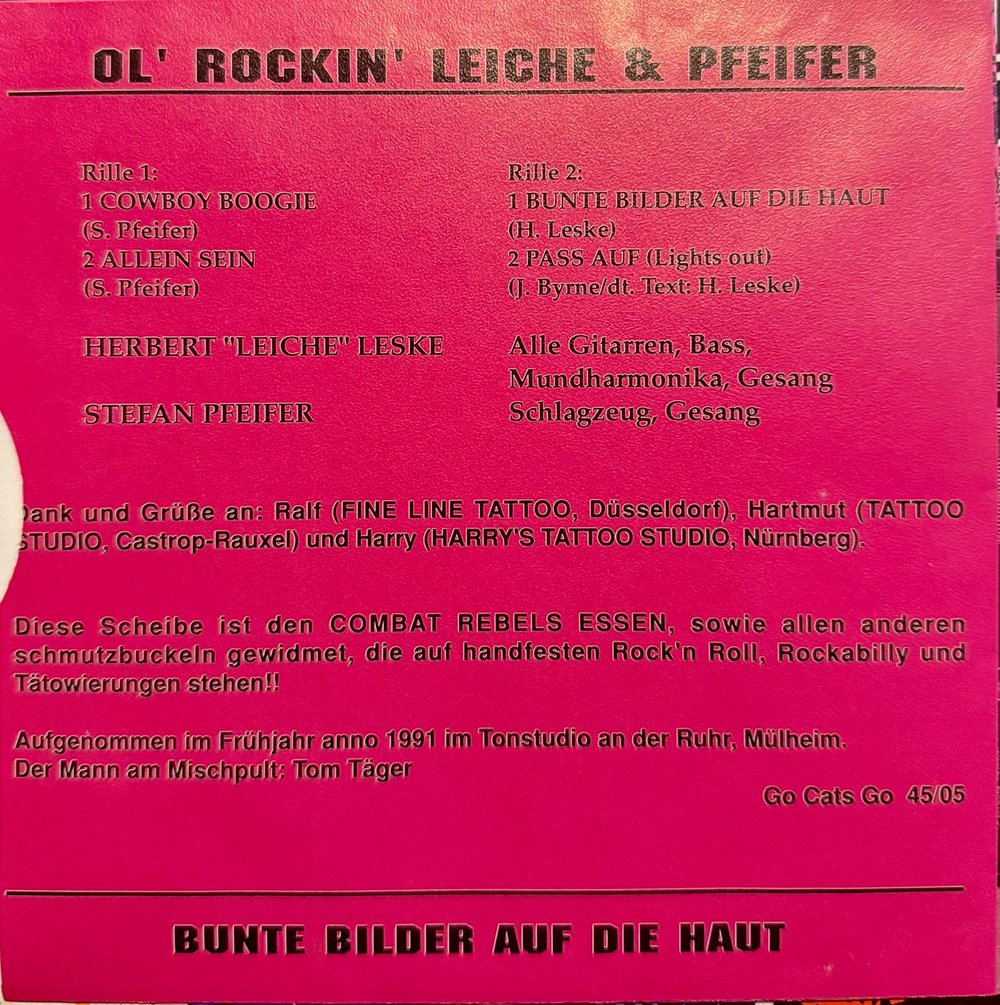 OL' ROCKIN' LEICHE & PFEIFER
Rille 1:
1 COWBOY BOOGIE
(S. Pfeifer)
2 ALLEIN SEIN
(S. Pfeifer)
Rille 2:
1 BUNTE BILDER AUF DIE HAUT
(H. Leske)
2 PASS AUF (Lights out)
(J. Byrne/dt. Text: H. Leske)
HERBERT "LEICHE" LESKE
Alle Gitarren, Bass,
Mundharmonika, Gesang
STEFAN PFEIFER
Schlagzeug, Gesang
Dank und Grüße an: Ralf (FINE LINE TATTOO, Düsseldorf), Hartmut (TATTOO
STUDIO, Castrop-Rauxel) und Harry (HARRY'S TATTOO STUDIO, Nürnberg).
Diese Scheibe ist den COMBAT REBELS ESSEN, sowie allen anderen
schmutzbuckeln gewidmet, die auf handfesten Rock'n Roll, Rockabilly und
Tätowierungen stehen!!
Aufgenommen im Frühjahr anno 1991 im Tonstudio an der Ruhr, Mülheim.
Der Mann am Mischpult: Tom Täger
Go Cats Go 45/05
BUNTE BILDER AUF DIE HAUT